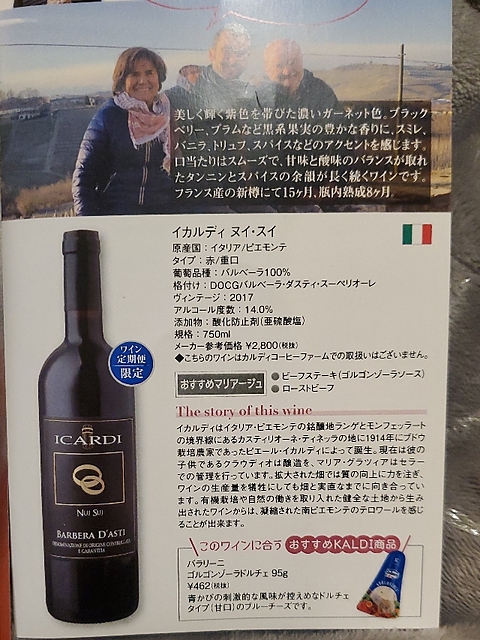 美しく輝く紫色を帯びた濃いガーネット色。ブラック
ベリー、プラムなど黒系果実の豊かな香りに、スミレ、
バニラ、トリュフ、スパイスなどのアクセントを感じます。
口当たりはスムーズで、甘味と酸味のバランスが取れ
たタンニンとスパイスの余韻が長く続くワインです。
フランス産の新樽にて15ヶ月、瓶内熟成8ヶ月。
イカルディ ヌイ・スイ
原産国：イタリア/ピエモンテ
タイプ：赤/重口
葡萄品種：バルベーラ100%
格付け：DOCGバルベーラ・ダスティ・スーペリオーレ
ヴィンテージ：2017
アルコール度数：14.0%
添加物：酸化防止剤(亜硫酸塩)
規格：750ml
メーカー参考価格 ¥2,800(税抜)
◆こちらのワインはカルディコーヒーファームでの取扱いはございません。
ワイン
定期便
限定
おすすめマリアージュ
●ビーフステーキ(ゴルゴンゾーラソース)
●ローストビーフ
The story of this wine
イカルディはイタリア・ピエモンテの銘醸地ランゲとモンフェッラート
の境界線にあるカスティリオーネ・ティネッラの地に1914年にブドウ
栽培農家であったピエール・イカルディによって誕生。現在は彼の
子供であるクラウディオは醸造を、マリア・グラツィアはセラー
での管理を行っています。拡大された畑では質の向上に力を注ぎ、
ワインの生産量を犠牲にしても畑と実直なまでに向き合ってい
ます。有機栽培や自然の働きを取り入れた健全な土地から生み
出されたワインからは、凝縮された南ピエモンテのテロワールを感じ
ることが出来ます。
このワインに合う おすすめKALDI商品
バラリーニ
ゴルゴンゾーラドルチェ 95g
¥462(税抜)
青かびの刺激的な風味が控えめなドルチェ
タイプ(甘口)のブルーチーズです。
ICARDI
NUJ SUJ
BARBERA D'ASTI
DENOMINAZIONE DI ORIGINE CONTROLLATA
E GARANTITA